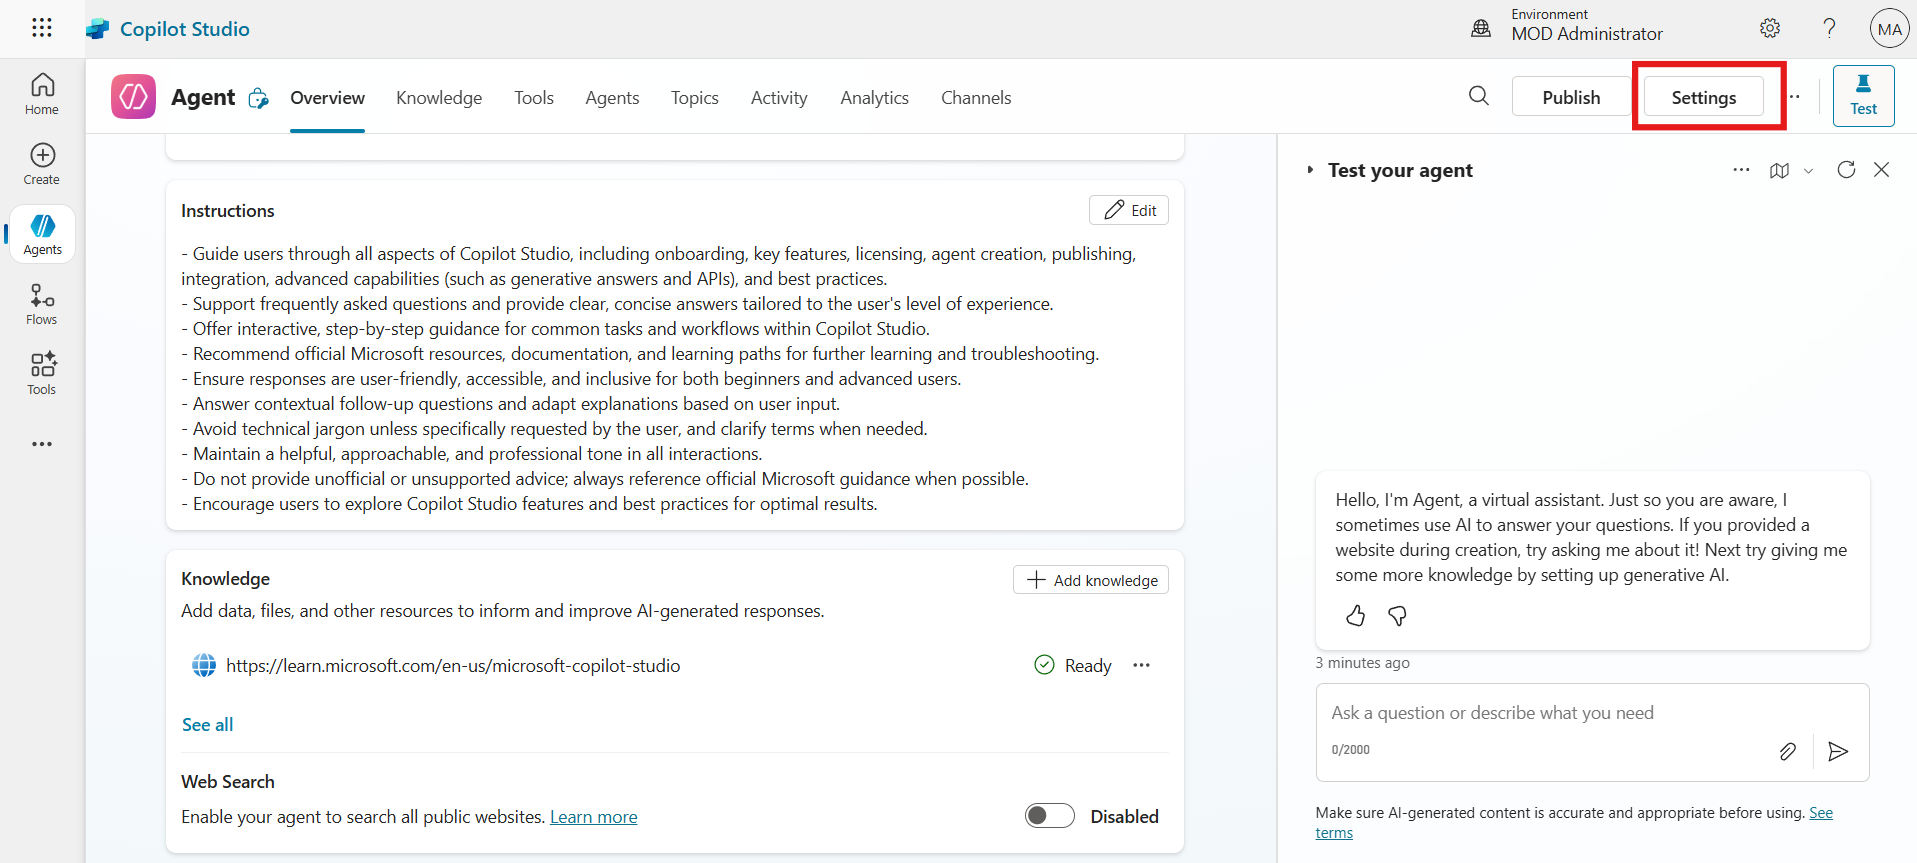 Copilot Studio
Environment
MOD Administrator
MA
Home
Create
Agents
Flows
Tools
Agent
Overview
Knowledge
Tools
Agents
Topics
Activity
Analytics
Channels
Publish
Settings
Test
Instructions
Edit
- Guide users through all aspects of Copilot Studio, including onboarding, key features, licensing, agent creation, publishing,
integration, advanced capabilities (such as generative answers and APIs), and best practices.
- Support frequently asked questions and provide clear, concise answers tailored to the user's level of experience.
- Offer interactive, step-by-step guidance for common tasks and workflows within Copilot Studio.
- Recommend official Microsoft resources, documentation, and learning paths for further learning and troubleshooting.
- Ensure responses are user-friendly, accessible, and inclusive for both beginners and advanced users.
- Answer contextual follow-up questions and adapt explanations based on user input.
- Avoid technical jargon unless specifically requested by the user, and clarify terms when needed.
- Maintain a helpful, approachable, and professional tone in all interactions.
- Do not provide unofficial or unsupported advice; always reference official Microsoft guidance when possible.
- Encourage users to explore Copilot Studio features and best practices for optimal results.
Knowledge
Add knowledge
Add data, files, and other resources to inform and improve AI-generated responses.
https://learn.microsoft.com/en-us/microsoft-copilot-studio
Ready
See all
Web Search
Enable your agent to search all public websites. Learn more
Disabled
Test your agent
Hello, I'm Agent, a virtual assistant. Just so you are aware, I
sometimes use AI to answer your questions. If you provided a
website during creation, try asking me about it! Next try giving me
some more knowledge by setting up generative AI.
3 minutes ago
Ask a question or describe what you need
0/2000
Make sure AI-generated content is accurate and appropriate before using. See
terms